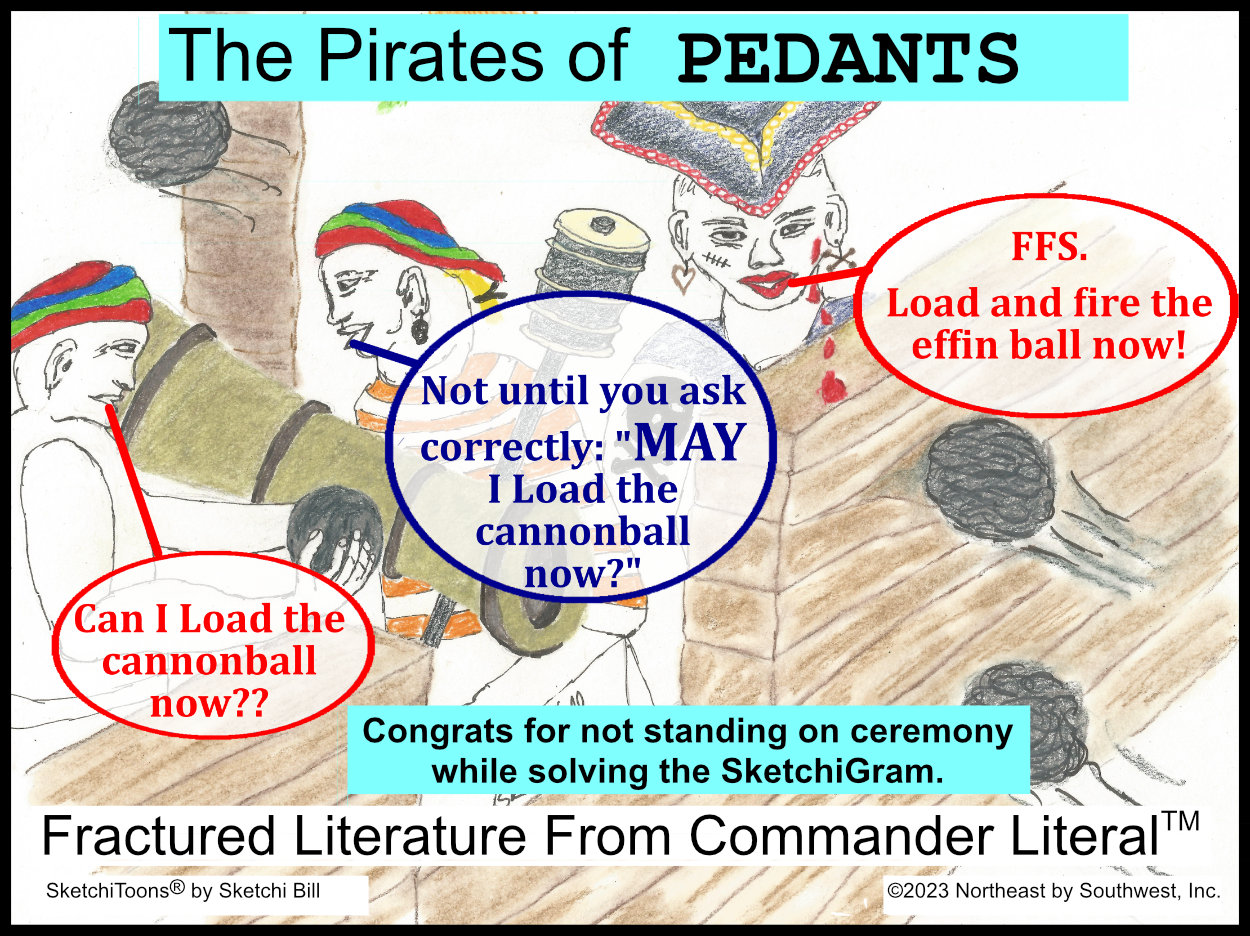 The Pirates of PEDANTS
FFS.
Load and fire the
effin ball now!
Not until you ask
correctly: "MAY
I Load the
cannonball
now?"
Can I Load the
cannonball
now??
Congrats for not standing on ceremony
while solving the SketchiGram.
Fractured Literature From Commander Literal™
SketchiToons® by Sketchi Bill
©2023 Northeast by Southwest, Inc.